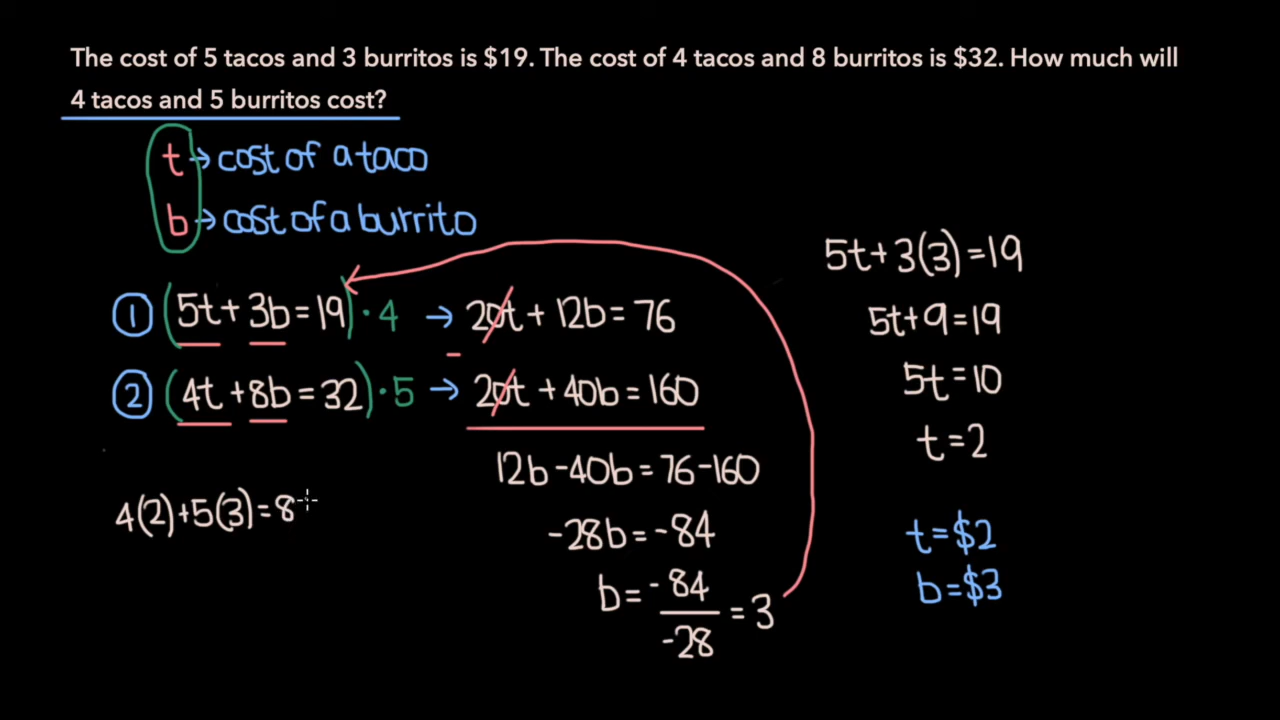 The cost of 5 tacos and 3 burritos is $19. The cost of 4 tacos and 8 burritos is $32. How much will
4 tacos and 5 burritos cost?
t → cost of a taco
b → cost of a burrito
① (5t + 3b = 19) · 4 → 20t + 12b = 76
② (4t + 8b = 32) · 5 → 20t + 40b = 160
12b - 40b = 76 - 160
-28b = -84
b = -84/-28 = 3
5t + 3(3) = 19
5t + 9 = 19
5t = 10
t = 2
t = $2
b = $3
4(2) + 5(3) = 8